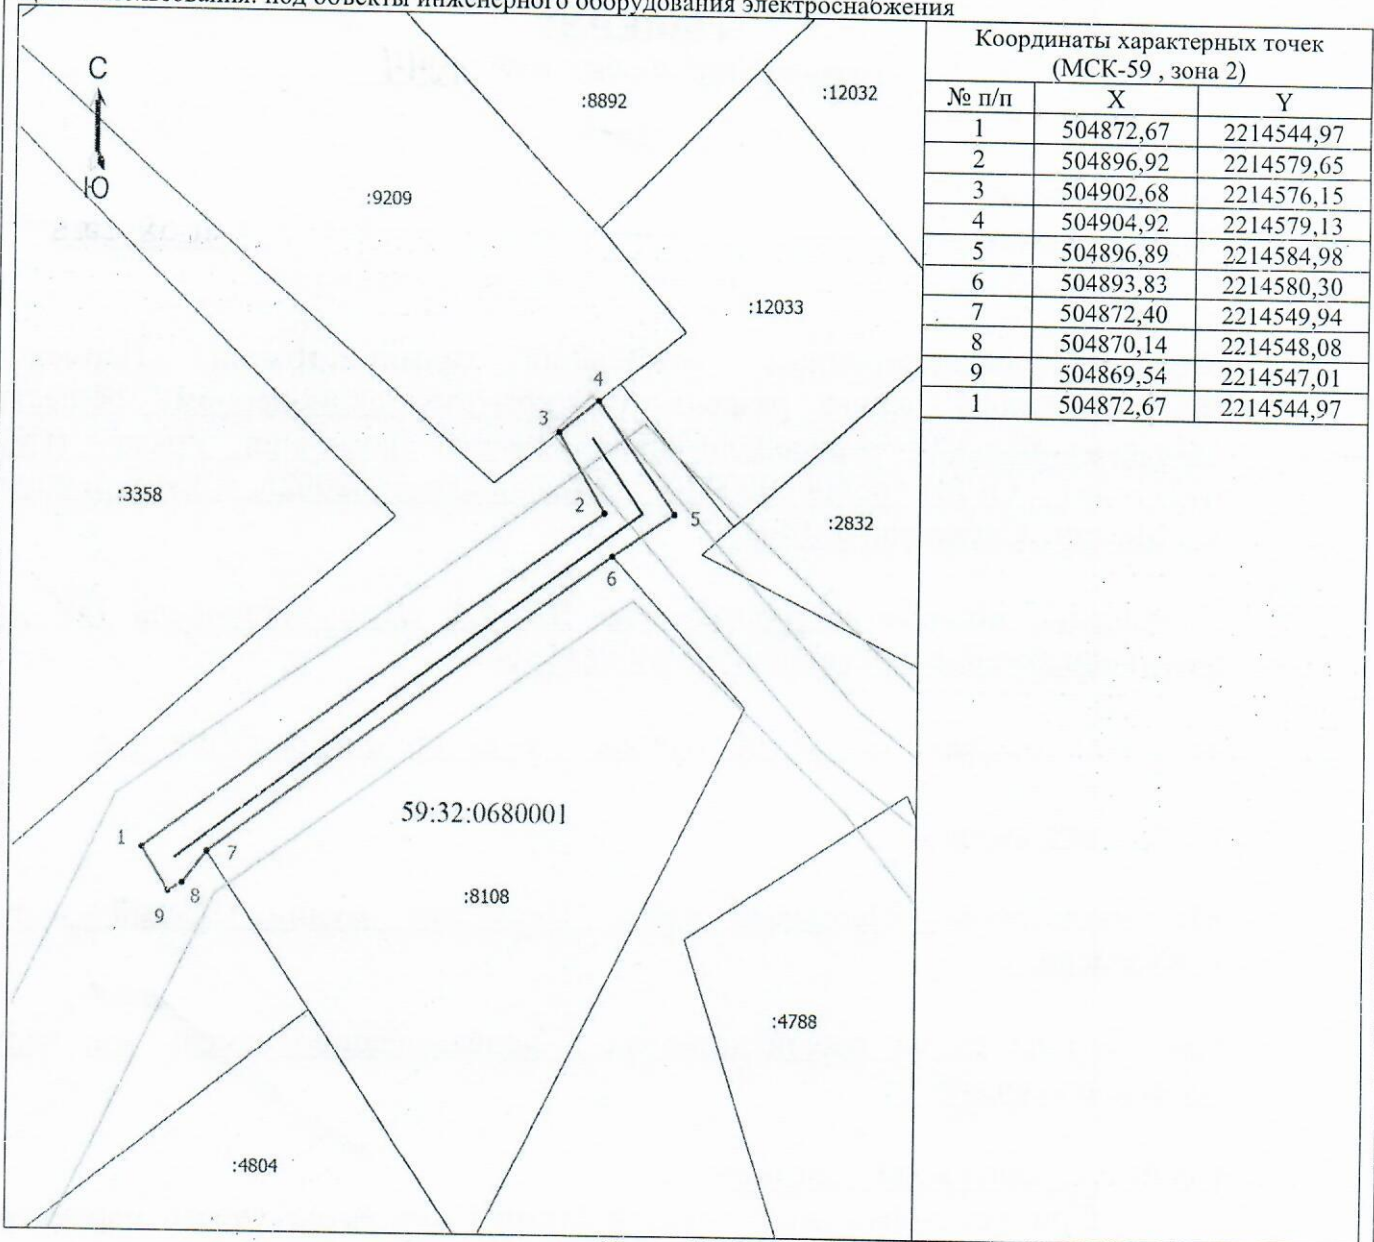 под объекты инженерного оборудования электроснабжения
Координаты характерных точек
(МСК-59 , зона 2)
№ п/п X Y
1 504872,67 2214544,97
2 504896,92 2214579,65
3 504902,68 2214576,15
4 504904,92 2214579,13
5 504896,89 2214584,98
6 504893,83 2214580,30
7 504872,40 2214549,94
8 504870,14 2214548,08
9 504869,54 2214547,01
1 504872,67 2214544,97
С
Ю
:8892
:12032
:9209
:12033
4
3
:3358
2
5
:2832
6
59:32:0680001
1
7
8
9
:8108
:4788
:4804